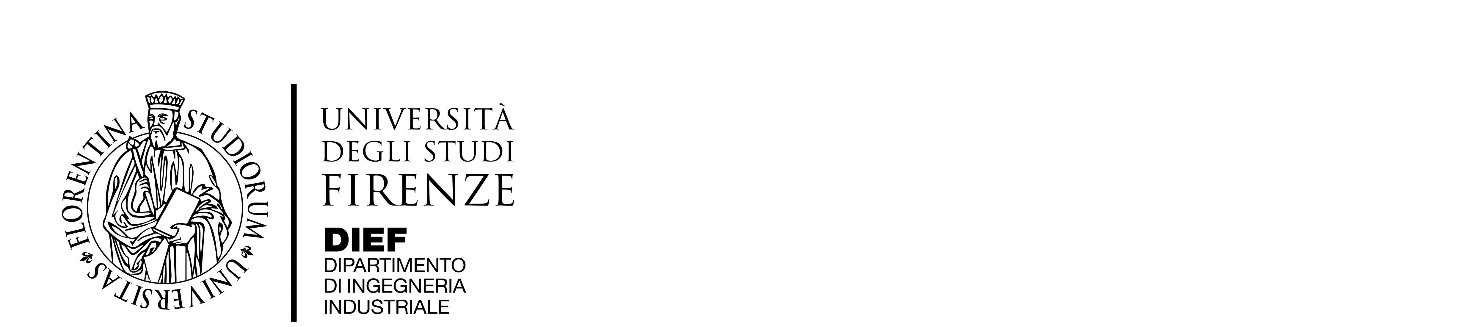 FLORENTINA STUDIORUM UNIVERSITAS
UNIVERSITÀ
DEGLI STUDI
FIRENZE
DIEF
DIPARTIMENTO
DI INGEGNERIA
INDUSTRIALE